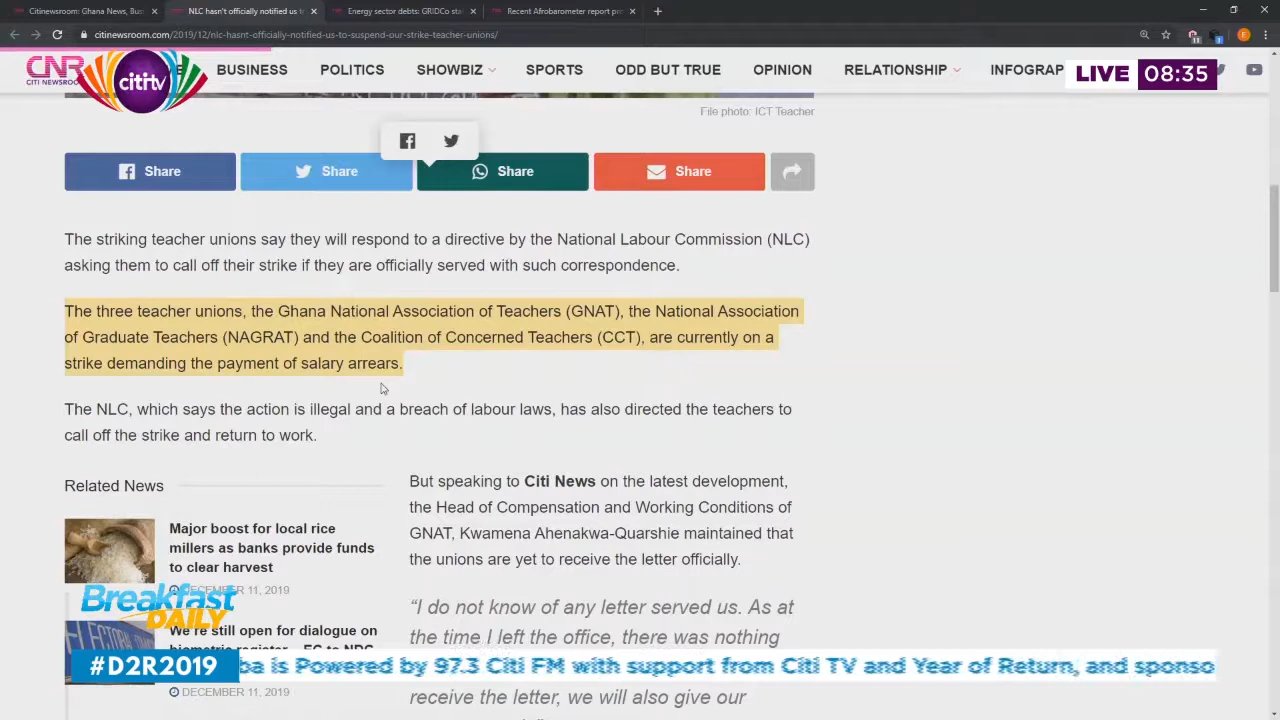 Citinewsroom: Ghana News, Bus
NLC hasn't officially notified us t
Energy sector debts: GRIDCo sta
Recent Afrobarometer report pe
citinewsroom.com/2019/12/nlc-hasnt-officially-notified-us-to-suspend-our-strike-teacher-unions/
CNR
CITI NEWSROO
citi tv
BUSINESS
POLITICS
SHOWBIZ
SPORTS
ODD BUT TRUE
OPINION
RELATIONSHIP
INFOGRAP
LIVE 08:35
File photo: ICT Teacher
Share
Share
Share
Share
The striking teacher unions say they will respond to a directive by the National Labour Commission (NLC)
asking them to call off their strike if they are officially served with such correspondence.
The three teacher unions, the Ghana National Association of Teachers (GNAT), the National Association
of Graduate Teachers (NAGRAT) and the Coalition of Concerned Teachers (CCT), are currently on a
strike demanding the payment of salary arrears.
The NLC, which says the action is illegal and a breach of labour laws, has also directed the teachers to
call off the strike and return to work.
Related News
Major boost for local rice
millers as banks provide funds
to clear harvest
DECEMBER 11, 2019
We're still open for dialogue on
biometric register – EC to NDC
DECEMBER 11, 2019
But speaking to Citi News on the latest development,
the Head of Compensation and Working Conditions of
GNAT, Kwamena Ahenakwa-Quarshie maintained that
the unions are yet to receive the letter officially.
“I do not know of any letter served us. As at
the time I left the office, there was nothing
receive the letter, we will also give our
Breakfast
DAILY
#D2R2019
ba is Powered by 97.3 Citi FM with support from Citi TV and Year of Return, and sponso